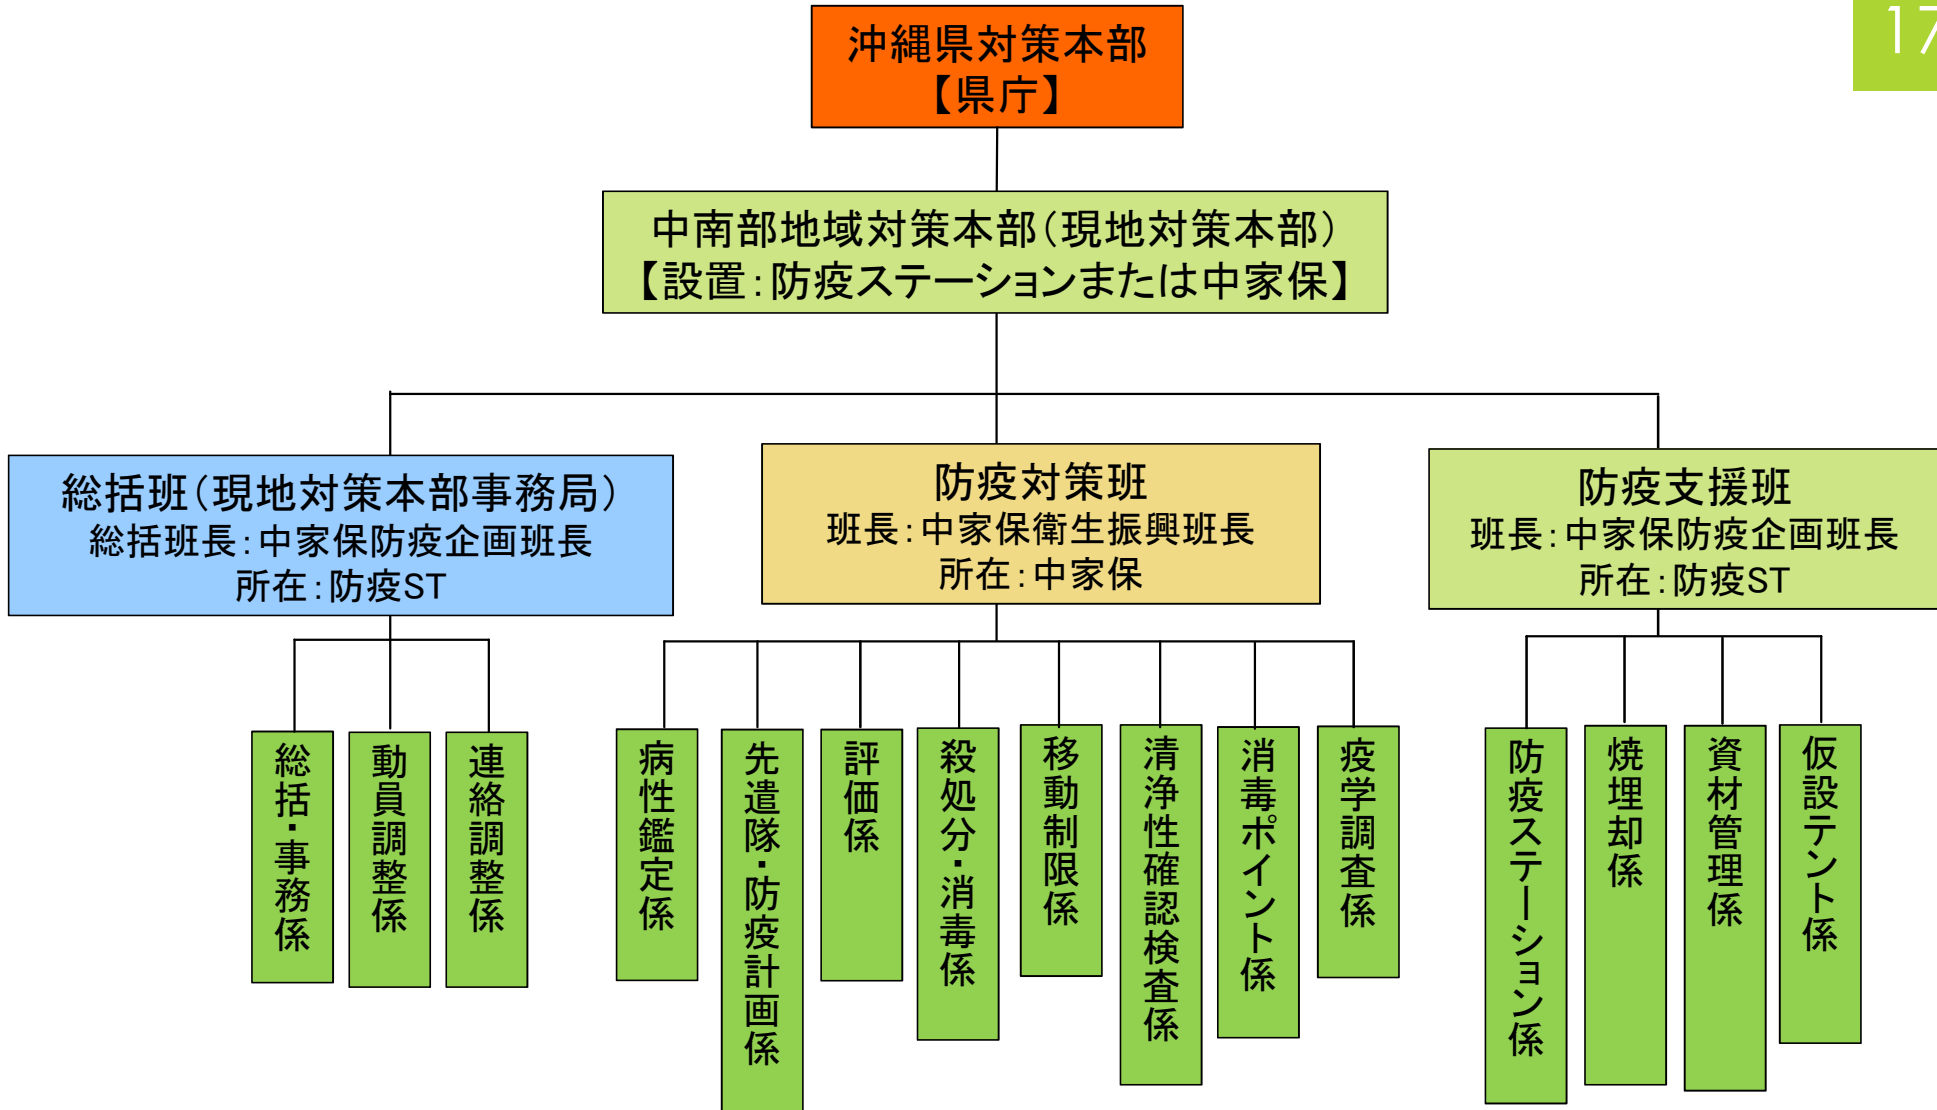 17
沖縄県対策本部
【県庁】
中南部地域対策本部（現地対策本部）
【設置：防疫ステーションまたは中家保】
総括班（現地対策本部事務局）
総括班長：中家保防疫企画班長
所在：防疫ST
防疫対策班
班長：中家保衛生振興班長
所在：中家保
防疫支援班
班長：中家保防疫企画班長
所在：防疫ST
総括・事務係
動員調整係
連絡調整係
病性鑑定係
先遣隊・防疫計画係
評価係
殺処分・消毒係
移動制限係
清浄性確認検査係
消毒ポイント係
疫学調査係
防疫ステーション係
焼埋却係
資材管理係
仮設テント係